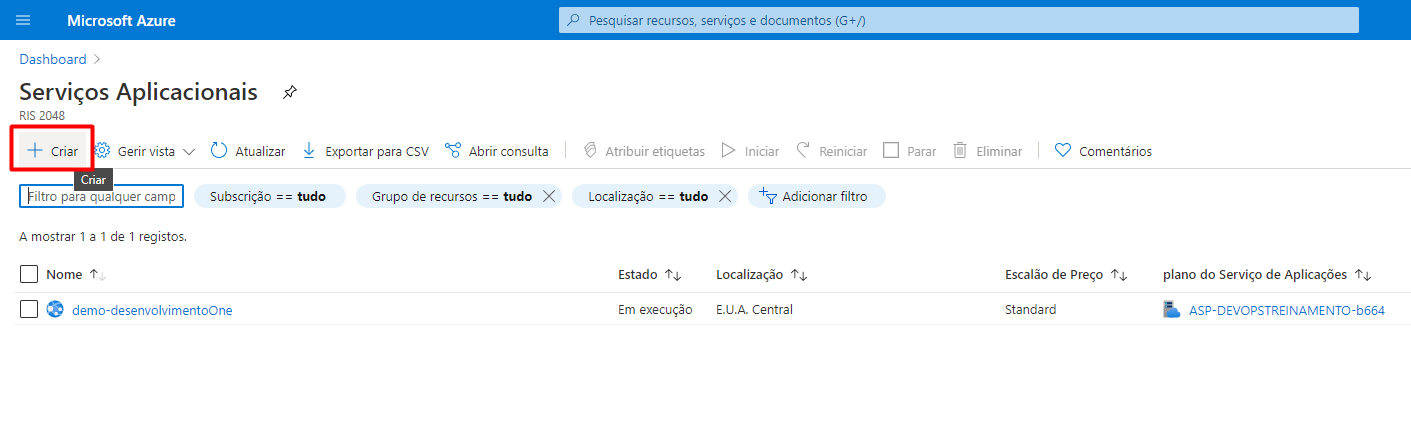 Microsoft Azure
Pesquisar recursos, serviços e documentos (G+/)
Dashboard
Serviços Aplicacionais
RIS 2048
Criar Gerir vista Atualizar Exportar para CSV Abrir consulta Atribuir etiquetas Iniciar Reiniciar Parar Eliminar Comentários
Criar
Filtro para qualquer camp Subscrição == tudo Grupo de recursos == tudo Localização == tudo Adicionar filtro
A mostrar 1 a 1 de 1 registos.
Nome Estado Localização Escalão de Preço plano do Serviço de Aplicações
demo-desenvolvimentoOne Em execução E.U.A. Central Standard ASP-DEVOPSTREINAMENTO-b664